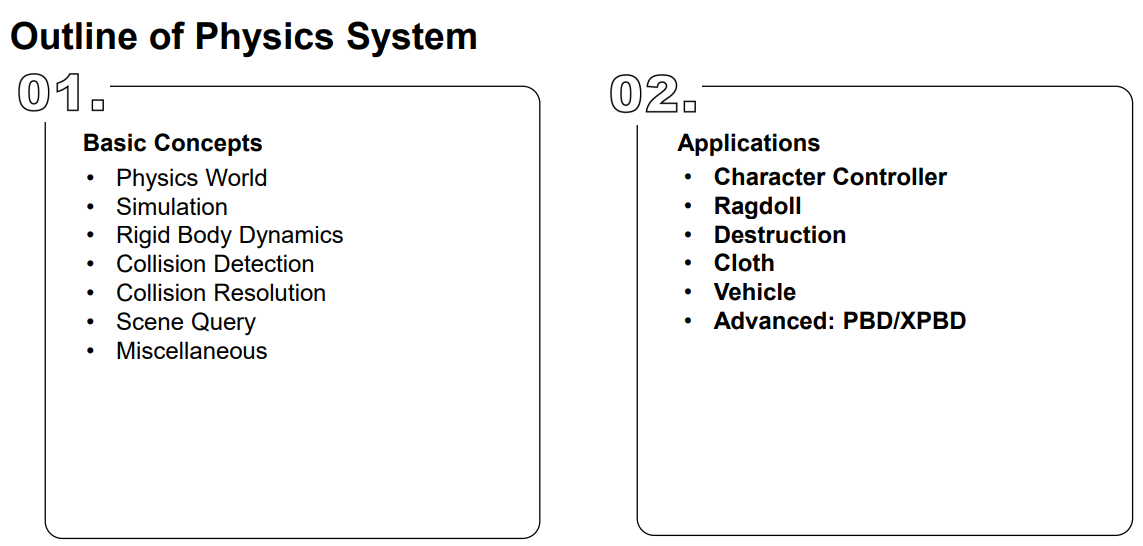 Outline of Physics System
01.
Basic Concepts
• Physics World
• Simulation
• Rigid Body Dynamics
• Collision Detection
• Collision Resolution
• Scene Query
• Miscellaneous
02.
Applications
• Character Controller
• Ragdoll
• Destruction
• Cloth
• Vehicle
• Advanced: PBD/XPBD